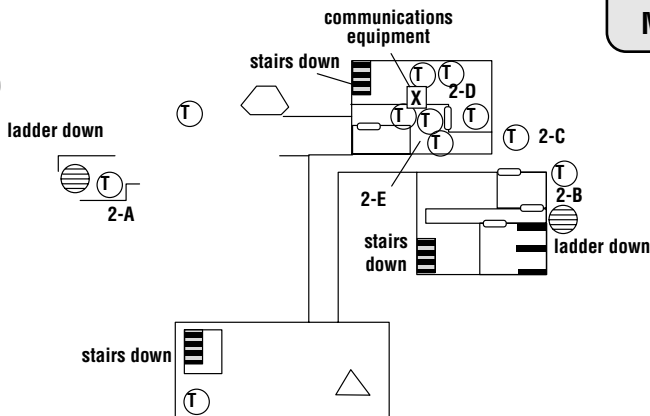 communications
equipment
M
stairs down
T T
X
2-D
T
T T T
ladder down
T 2-C
T
T
T
2-A
2-E
2-B
stairs
down
ladder down
stairs down
T